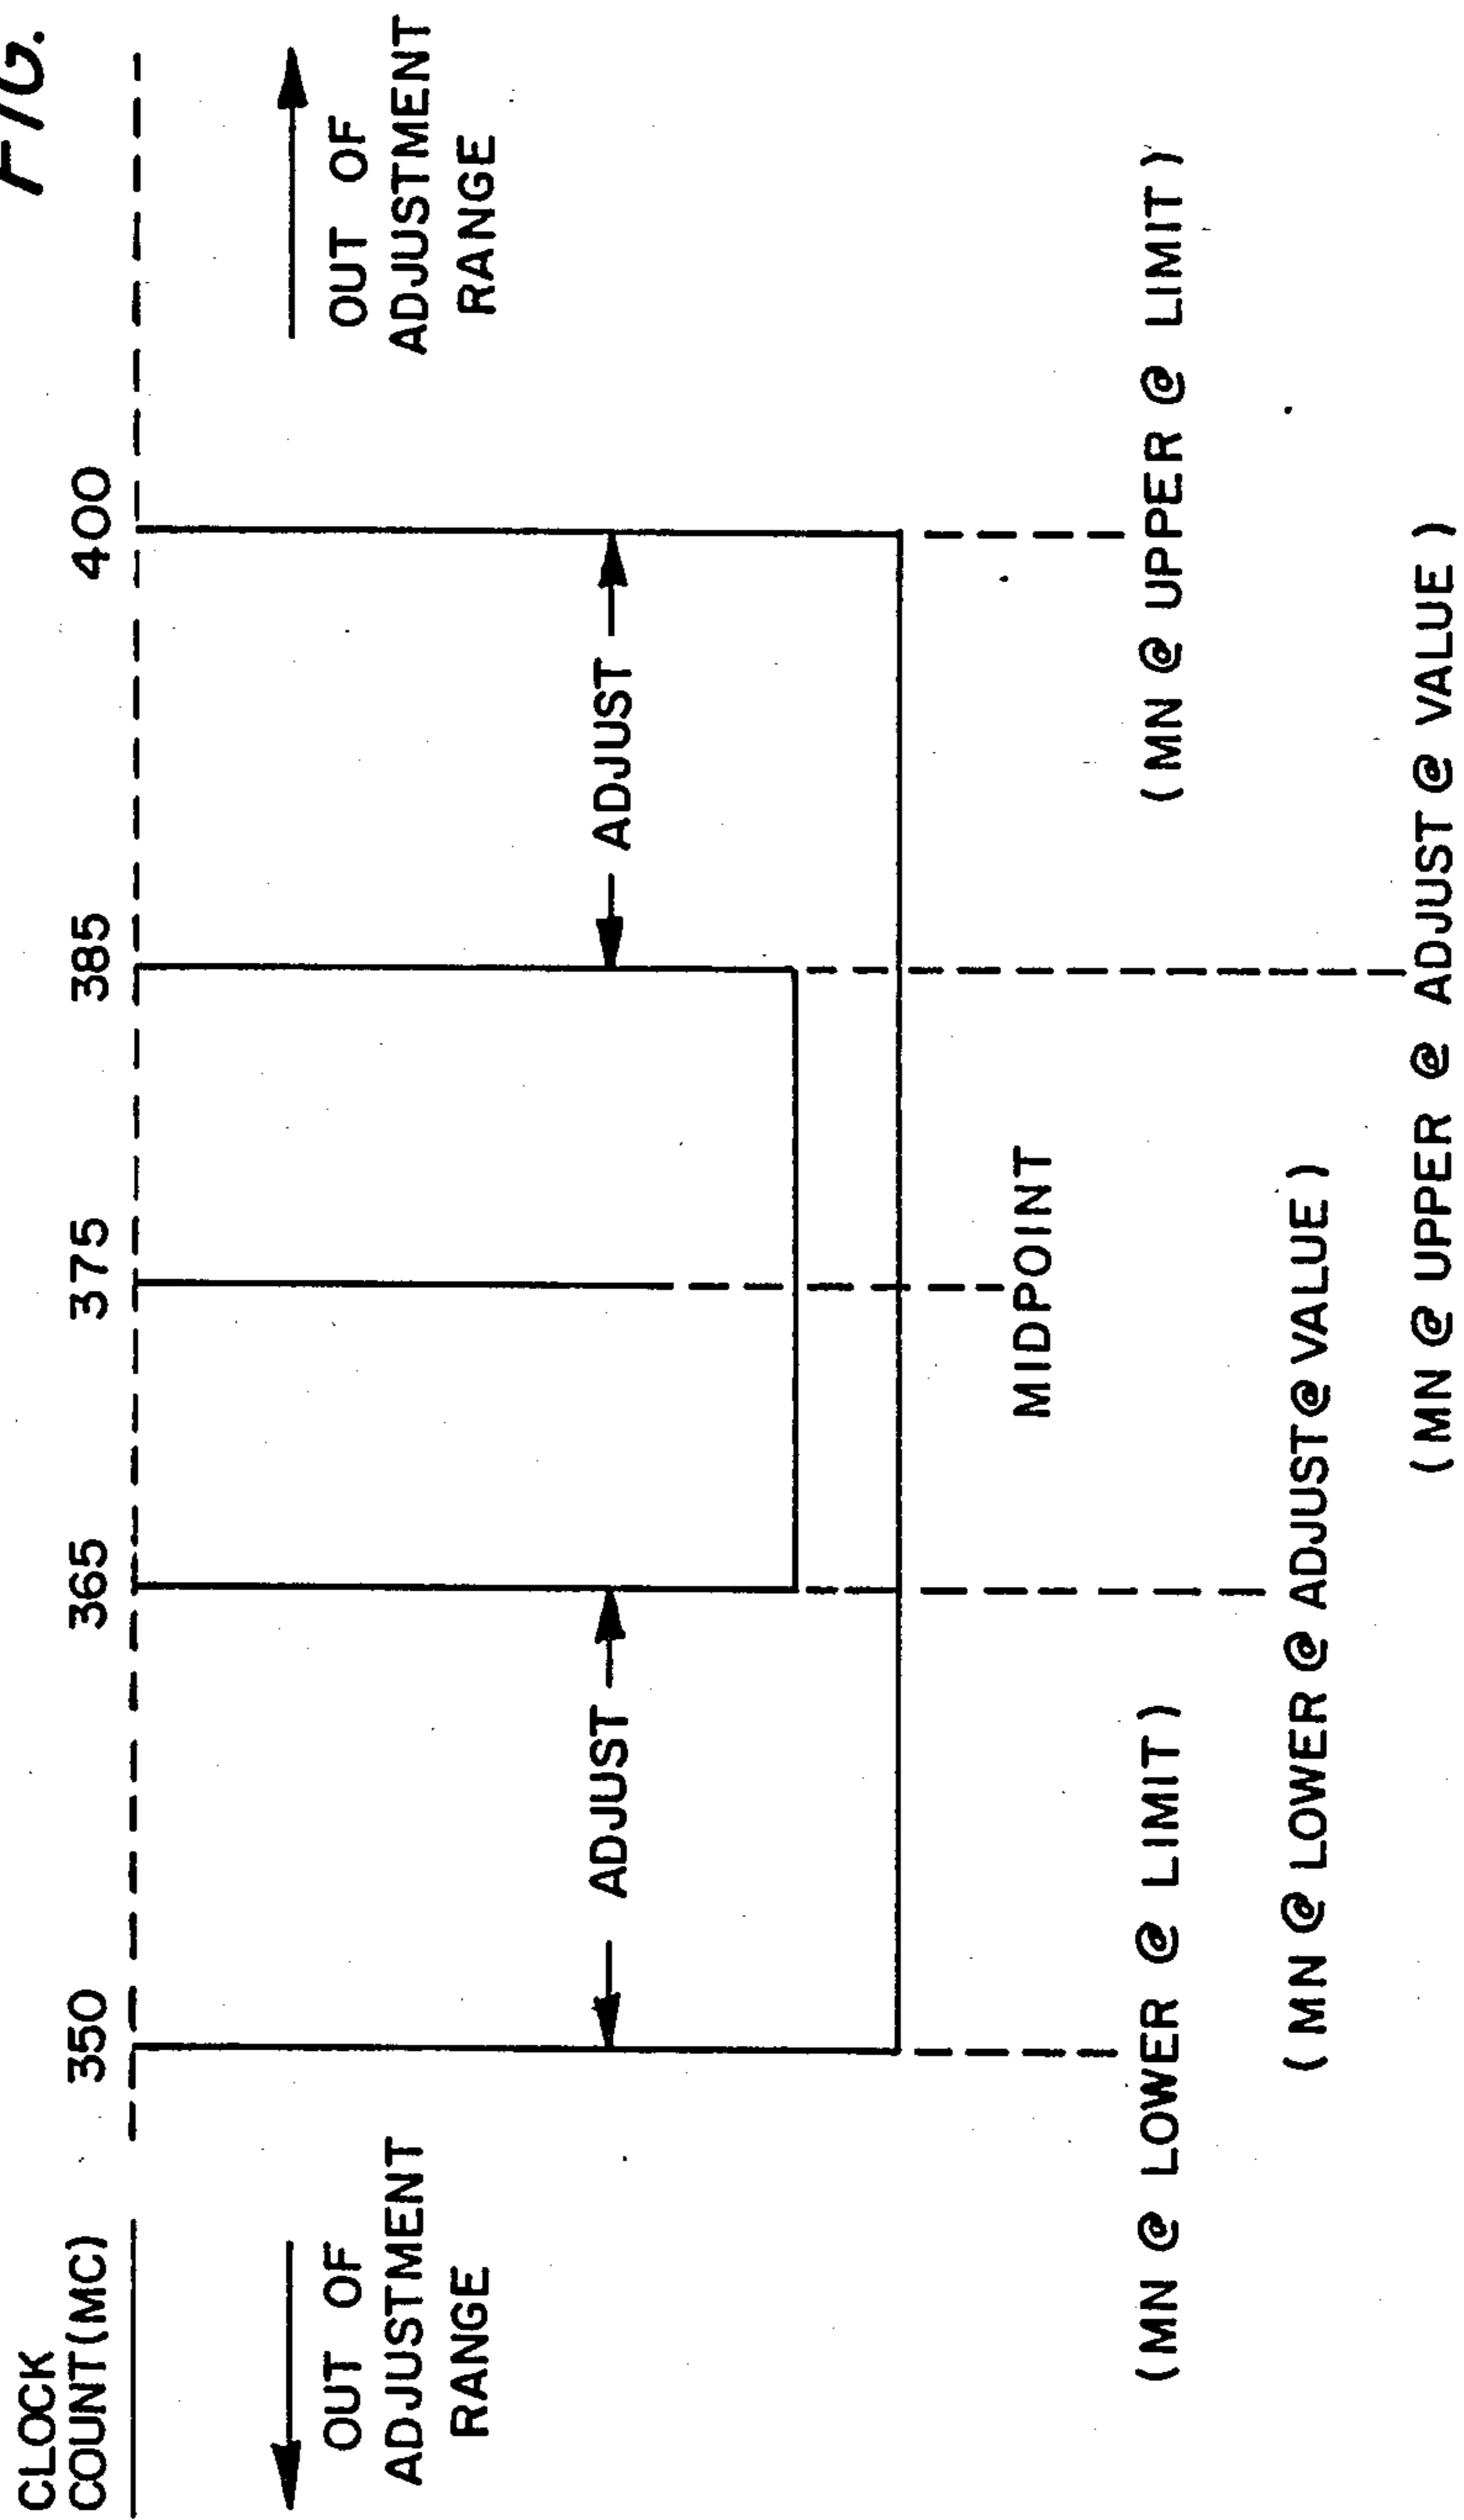 FIG.
CLOCK
COUNT(MC)
350
365
375
385
400
OUT OF
ADJUSTMENT
RANGE
OUT OF
ADJUSTMENT
RANGE
ADJUST
ADJUST
MIDPOINT
(MN @ LOWER @ LIMIT)
(MN @ UPPER @ LIMIT)
(MN @ LOWER @ ADJUST@VALUE)
(MN @ UPPER @ ADJUST@ VALUE )